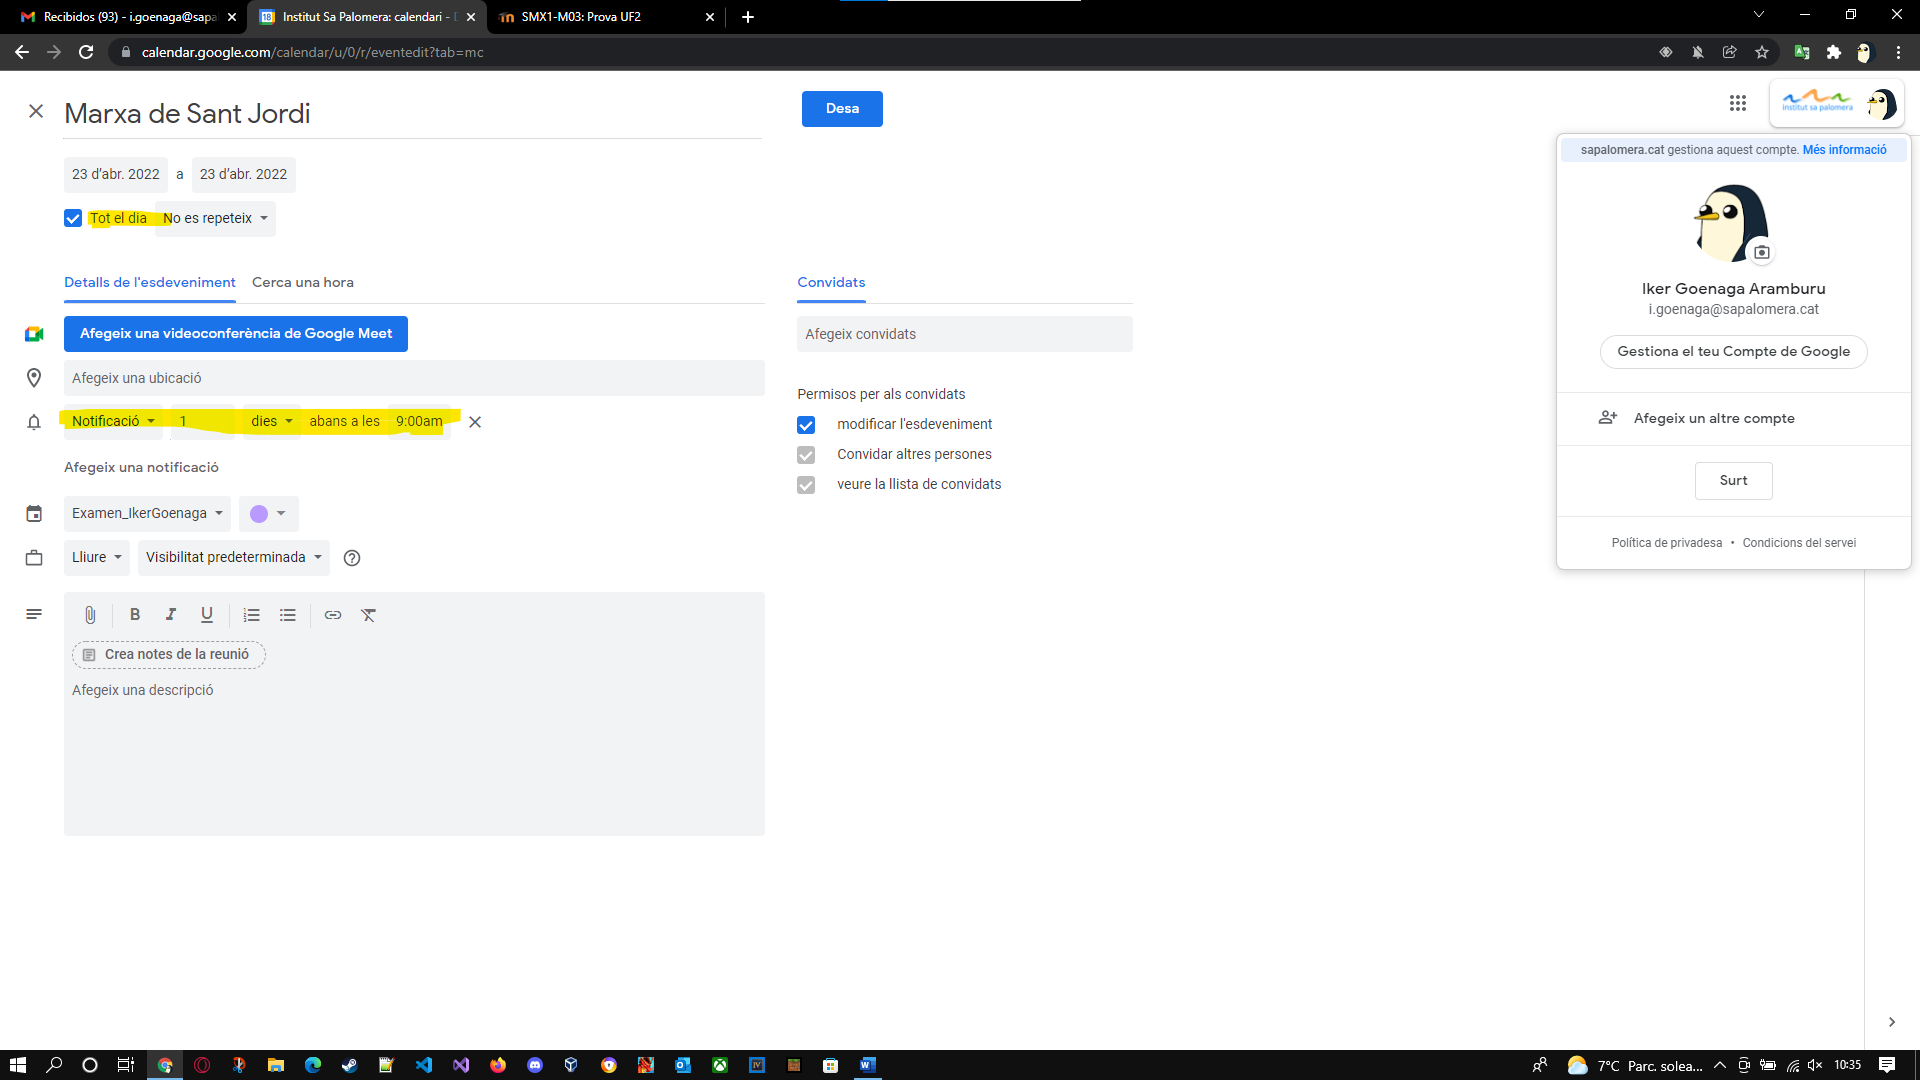 Recibidos (93) - i.goenaga@sapa
Institut Sa Palomera: calendari - D
SMX1-M03: Prova UF2
calendar.google.com/calendar/u/0/r/eventedit?tab=mc
Marxa de Sant Jordi
Desa
institut sa palomera
23 d'abr. 2022 a 23 d'abr. 2022
Tot el dia No es repeteix
Detalls de l'esdeveniment Cerca una hora
Convidats
Afegeix una videoconferència de Google Meet
Afegeix convidats
Afegeix una ubicació
Permisos per als convidats
Notificació 1 dies abans a les 9:00am
modificar l'esdeveniment
Convidar altres persones
Afegeix una notificació
veure la llista de convidats
Examen_IkerGoenaga
Lliure Visibilitat predeterminada
Crea notes de la reunió
Afegeix una descripció
sapalomera.cat gestiona aquest compte. Més informació
Iker Goenaga Aramburu
i.goenaga@sapalomera.cat
Gestiona el teu Compte de Google
Afegeix un altre compte
Surt
Política de privadesa • Condicions del servei
7°C Parc. solea...
10:35